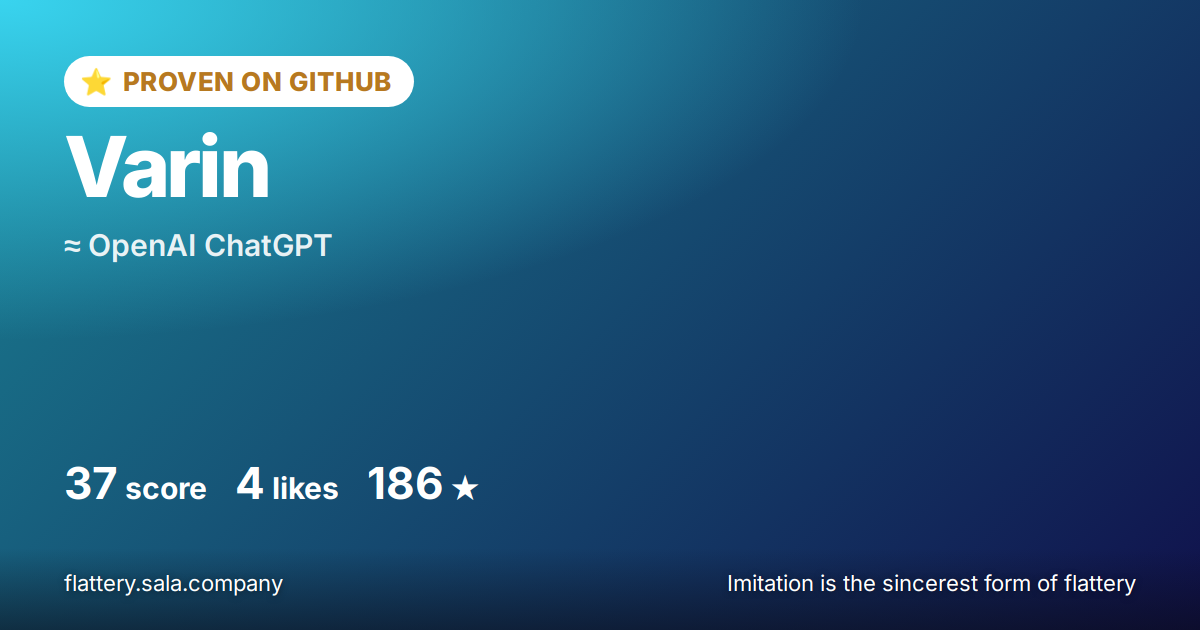 ⭐ PROVEN ON GITHUB
Varin
≈ OpenAI ChatGPT
37 score 4 likes 186 ★
flattery.sala.company
Imitation is the sincerest form of flattery